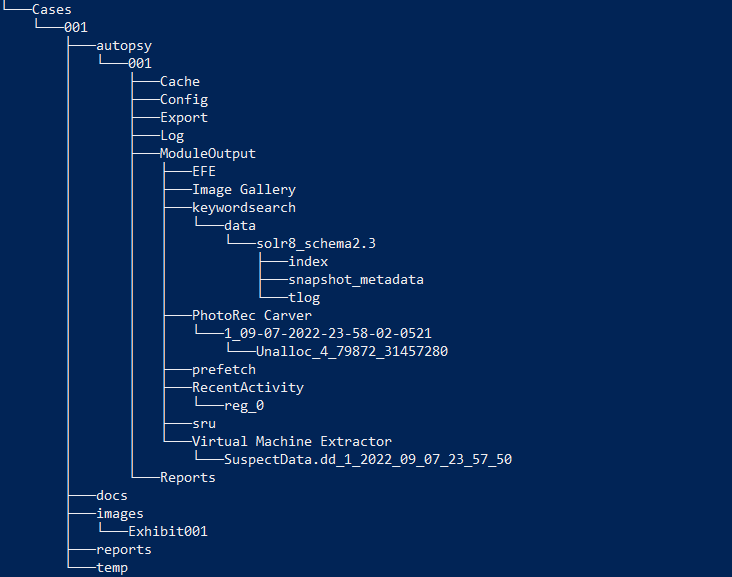 └───Cases
    └───001
        ├───autopsy
        │   └───001
        │       ├───Cache
        │       ├───Config
        │       ├───Export
        │       ├───Log
        │       ├───ModuleOutput
        │       │   ├───EFE
        │       │   ├───Image Gallery
        │       │   ├───keywordsearch
        │       │   │   └───data
        │       │   │       └───solr8_schema2.3
        │       │   │           ├───index
        │       │   │           ├───snapshot_metadata
        │       │   │           └───tlog
        │       │   ├───PhotoRec Carver
        │       │   │   └───1_09-07-2022-23-58-02-0521
        │       │   │       └───Unalloc_4_79872_31457280
        │       │   ├───prefetch
        │       │   ├───RecentActivity
        │       │   │   └───reg_0
        │       │   ├───sru
        │       │   └───Virtual Machine Extractor
        │       │       └───SuspectData.dd_1_2022_09_07_23_57_50
        │       └───Reports
        ├───docs
        ├───images
        │   └───Exhibit001
        ├───reports
        └───temp